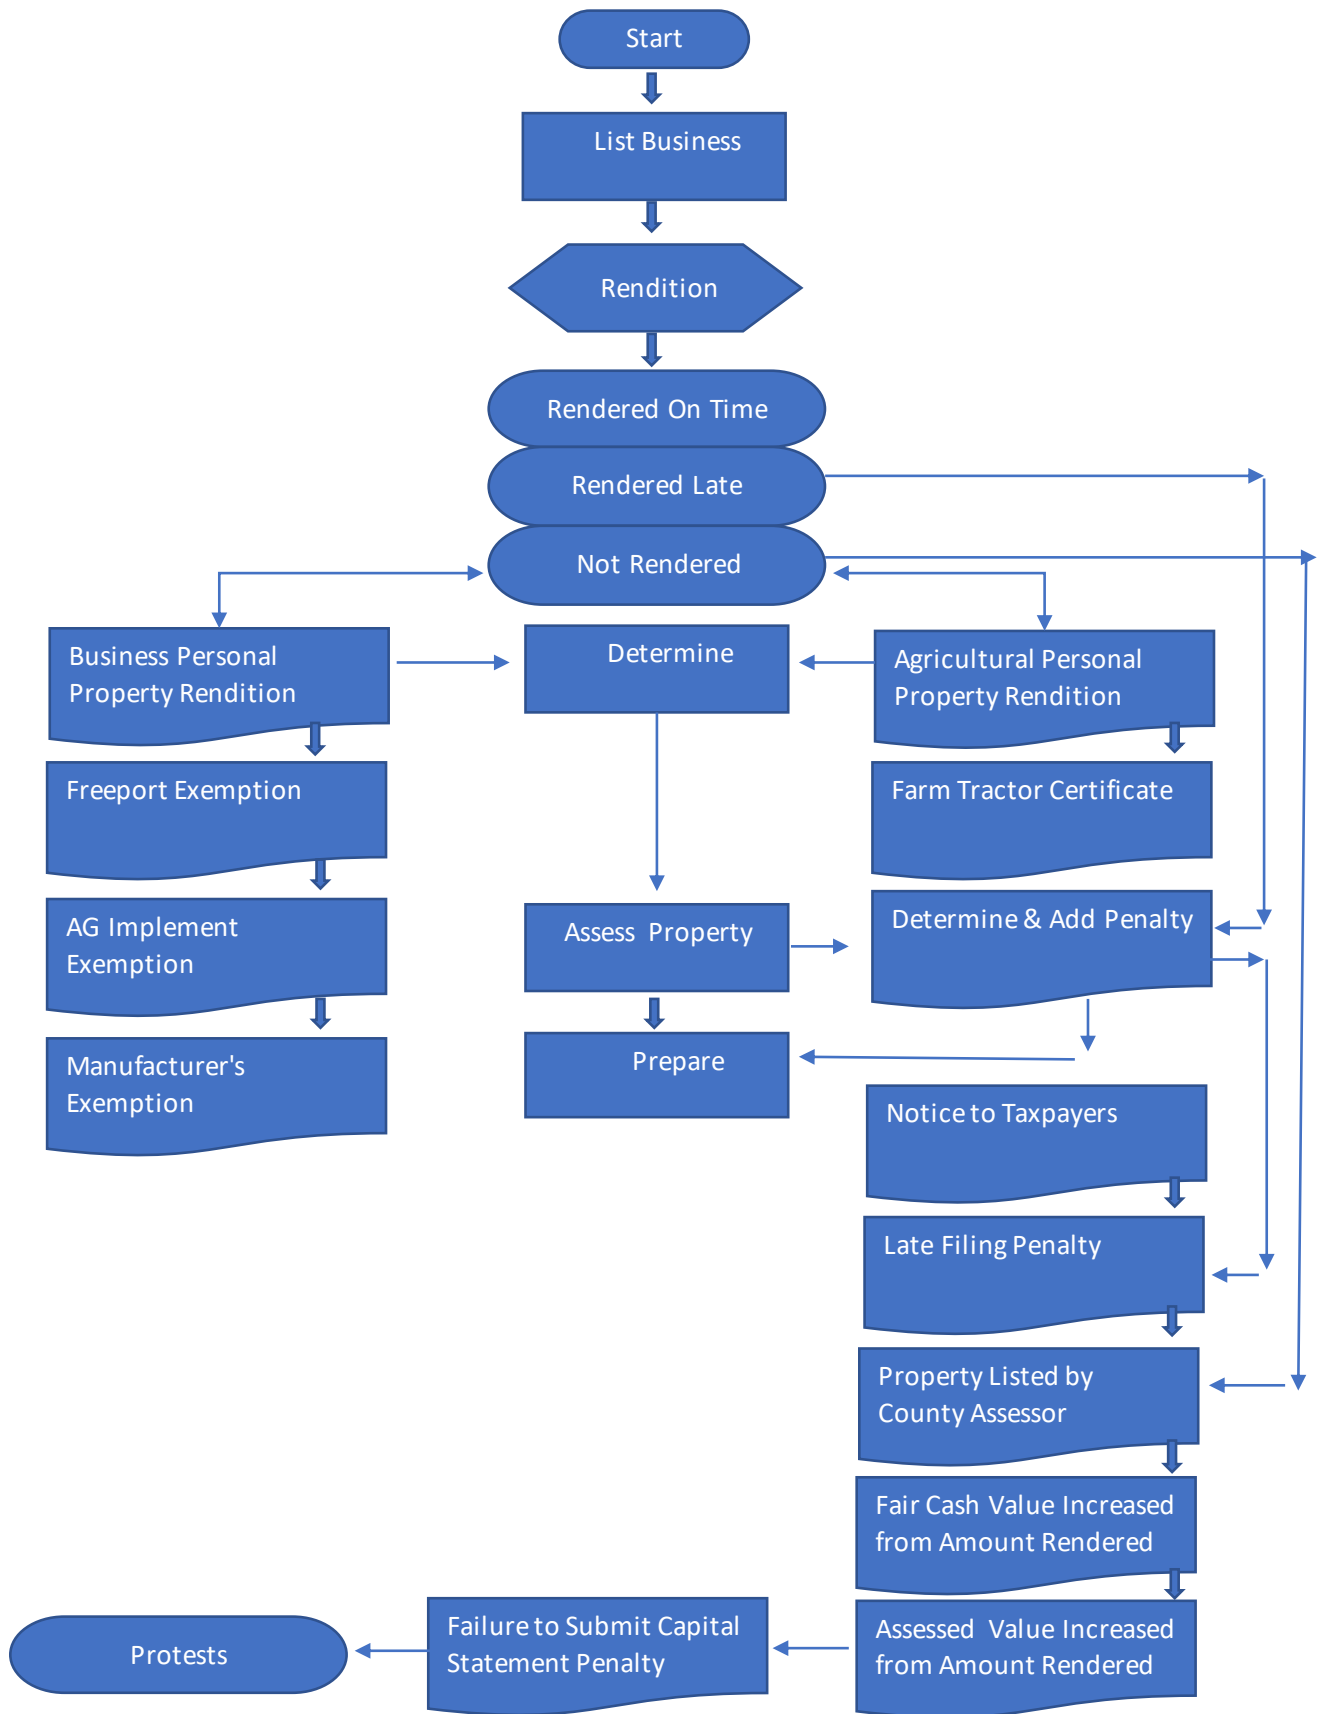 Start
List Business
Rendition
Rendered On Time
Rendered Late
Not Rendered
Business Personal
Property Rendition
Determine
Agricultural Personal
Property Rendition
Freeport Exemption
Farm Tractor Certificate
AG Implement
Exemption
Assess Property
Determine & Add Penalty
Manufacturer's
Exemption
Prepare
Notice to Taxpayers
Late Filing Penalty
Property Listed by
County Assessor
Fair Cash Value Increased
from Amount Rendered
Assessed Value Increased
from Amount Rendered
Failure to Submit Capital
Statement Penalty
Protests